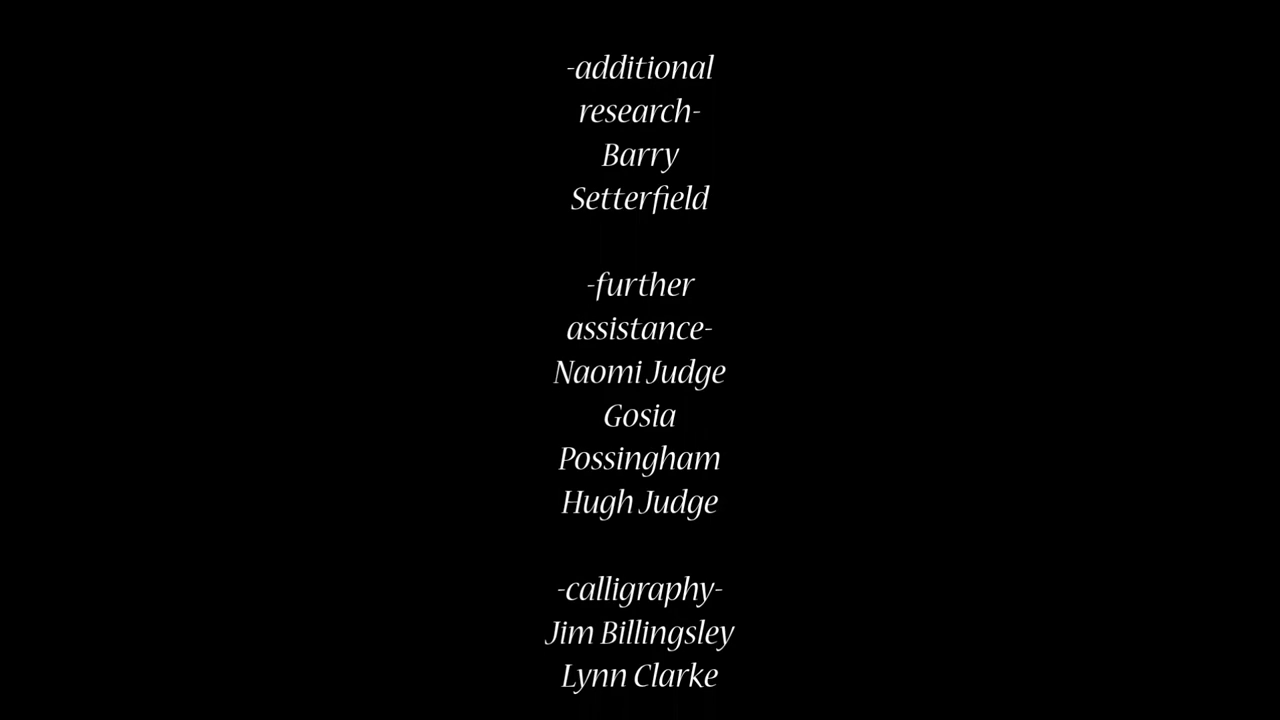 -additional
research-
Barry
Setterfield
-further
assistance-
Naomi Judge
Gosia
Possingham
Hugh Judge
-calligraphy-
Jim Billingsley
Lynn Clarke